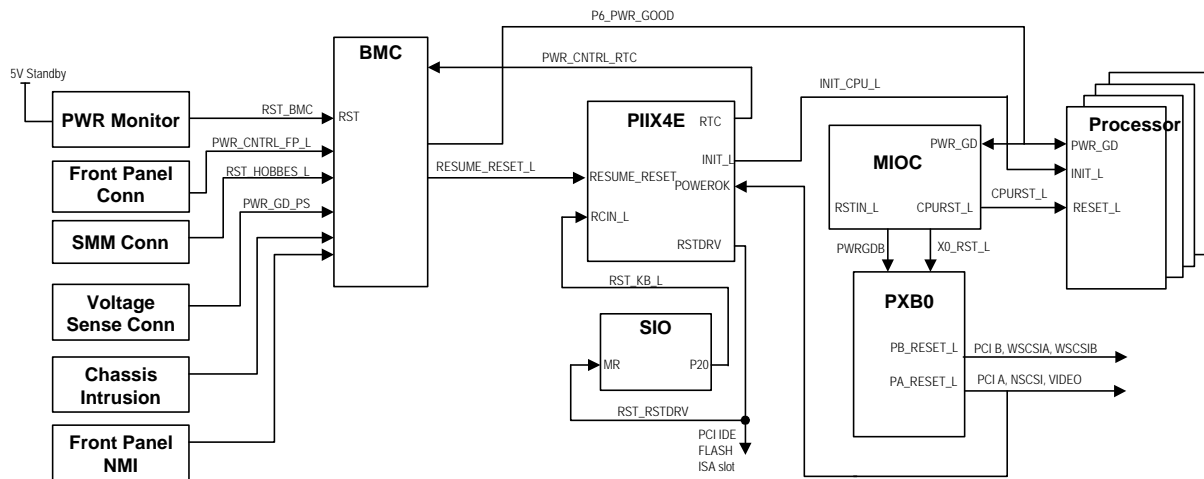 P6_PWR_GOOD
BMC
PWR_CNTRL_RTC
5V Standby
INIT_CPU_L
PWR Monitor
RST_BMC
RST
PIIX4E
RTC
Processor
MIOC
PWR_GD
PWR_GD
PWR_CNTRL_FP_L
INIT_L
Front Panel
Conn
RST_HOBBES_L
RESUME_RESET_L
RESUME_RESET
POWEROK
INIT_L
CPURST_L
RSTIN_L
CPURST_L
RESET_L
PWR_GD_PS
SMM Conn
RCIN_L
RSTDRV
PWRGDB
X0_RST_L
RST_KB_L
Voltage
Sense Conn
PXB0
SIO
PB_RESET_L
PCI B, WSCSIA, WSCSIB
MR
P20
PA_RESET_L
PCI A, NSCSI, VIDEO
Chassis
Intrusion
RST_RSTDRV
PCI IDE
FLASH
ISA slot
Front Panel
NMI